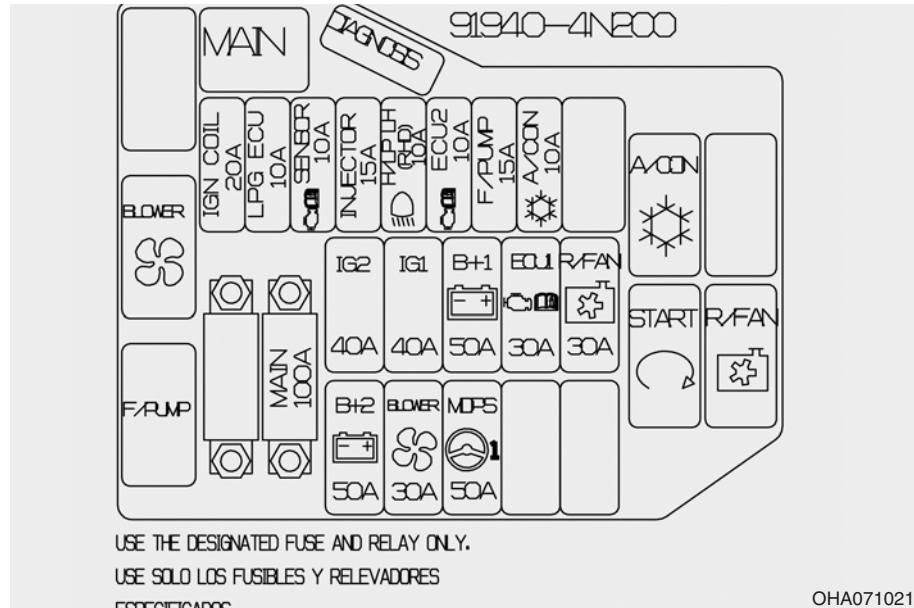 91940-4N200
MAIN
DIAGNOSIS
IGN COIL
20A
LPG ECU
10A
SENSOR
10A
INJECTOR
15A
H/LP LH
(RHD)
10A
ECU2
10A
F/PUMP
15A
A/CON
10A
A/CON
BLOWER
IG2
40A
IG1
40A
B+1
50A
ECU1
30A
R/FAN
30A
START
R/FAN
F/PUMP
MAIN
100A
B+2
50A
BLOWER
30A
MDPS
1
50A
USE THE DESIGNATED FUSE AND RELAY ONLY.
USE SOLO LOS FUSIBLES Y RELEVADORES
ESPECIFICADOS
OHA071021